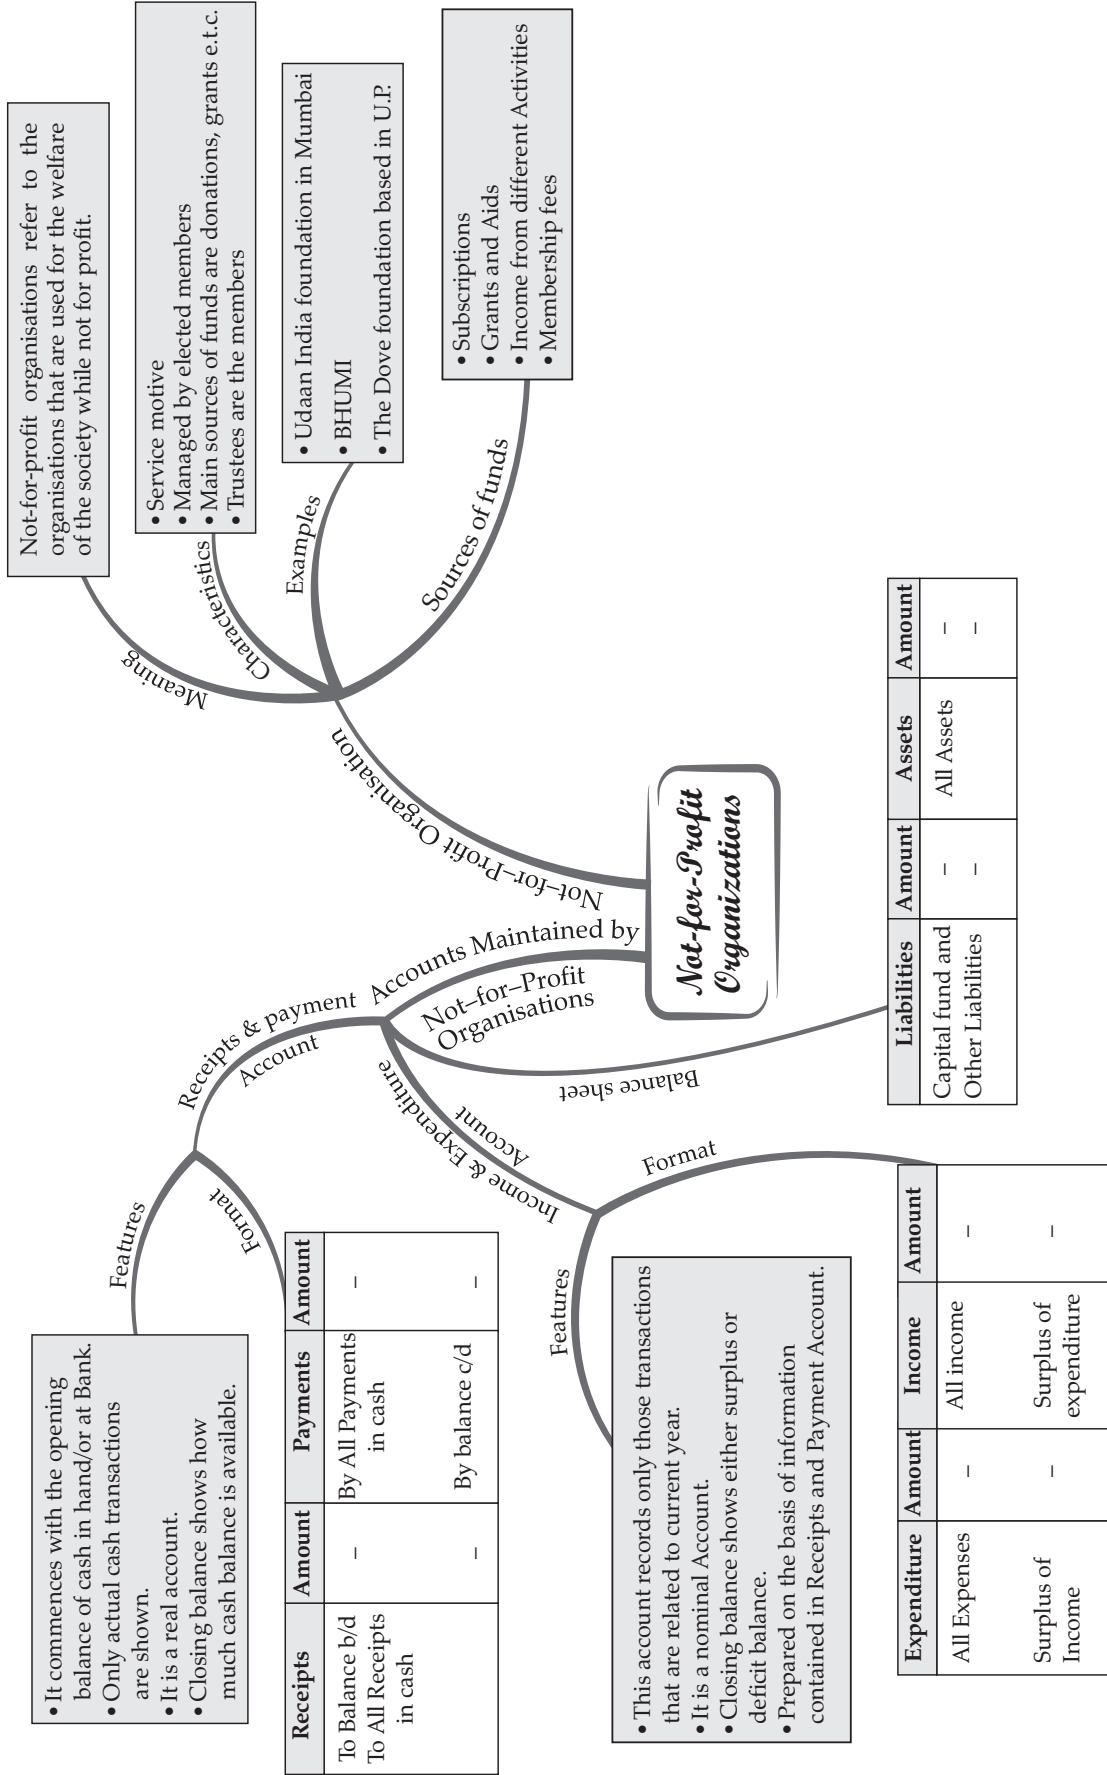 Not-for-Profit
Organizations
Not–for–Profit Organisation
Meaning
Not-for-profit organisations refer to the
organisations that are used for the welfare
of the society while not for profit.
Characteristics
• Service motive
• Managed by elected members
• Main sources of funds are donations, grants e.t.c.
• Trustees are the members
Examples
• Udaan India foundation in Mumbai
• BHUMI
• The Dove foundation based in U.P.
Sources of funds
• Subscriptions
• Grants and Aids
• Income from different Activities
• Membership fees
Accounts Maintained by
Not–for–Profit
Organisations
Receipts & payment
Account
Features
• It commences with the opening
balance of cash in hand/or at Bank.
• Only actual cash transactions
are shown.
• It is a real account.
• Closing balance shows how
much cash balance is available.
Format
Receipts Amount Payments Amount
To Balance b/d – By All Payments –
To All Receipts in cash
in cash – By balance c/d –
Income & Expenditure
Account
Features
• This account records only those transactions
that are related to current year.
• It is a nominal Account.
• Closing balance shows either surplus or
deficit balance.
• Prepared on the basis of information
contained in Receipts and Payment Account.
Format
Expenditure Amount Income Amount
All Expenses – All income –
Surplus of – Surplus of –
Income expenditure
Balance sheet
Liabilities Amount Assets Amount
Capital fund and – All Assets –
Other Liabilities – –